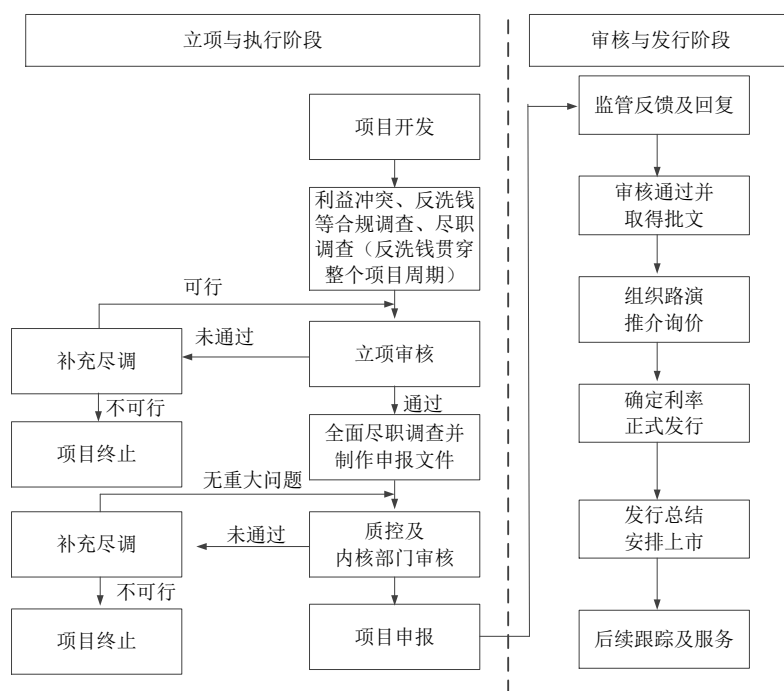 立项与执行阶段
审核与发行阶段
项目开发
利益冲突、反洗钱
等合规调查、尽职
调查（反洗钱贯穿
整个项目周期）
可行
立项审核
未通过
补充尽调
不可行
项目终止
通过
全面尽职调查并
制作申报文件
无重大问题
质控及
内核部门审核
未通过
补充尽调
不可行
项目终止
项目申报
监管反馈及回复
审核通过并
取得批文
组织路演
推介询价
确定利率
正式发行
发行总结
安排上市
后续跟踪及服务